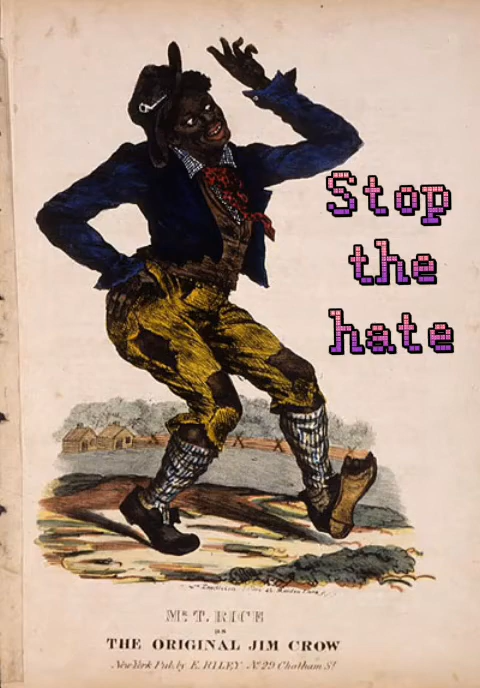 Stop
the
hate
Mr. T. RICE
AS
THE ORIGINAL JIM CROW
New York Pub. by E. RILEY No. 29 Chatham St.